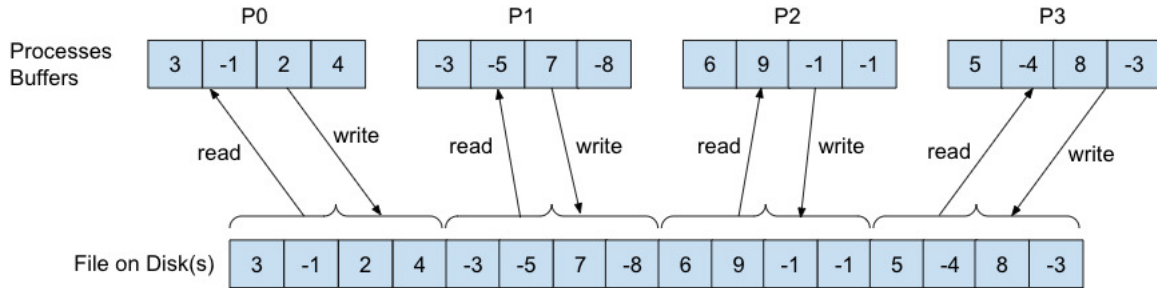 P0 P1 P2 P3
Processes Buffers
3 -1 2 4 -3 -5 7 -8 6 9 -1 -1 5 -4 8 -3
read write read write read write read write
File on Disk(s) 3 -1 2 4 -3 -5 7 -8 6 9 -1 -1 5 -4 8 -3